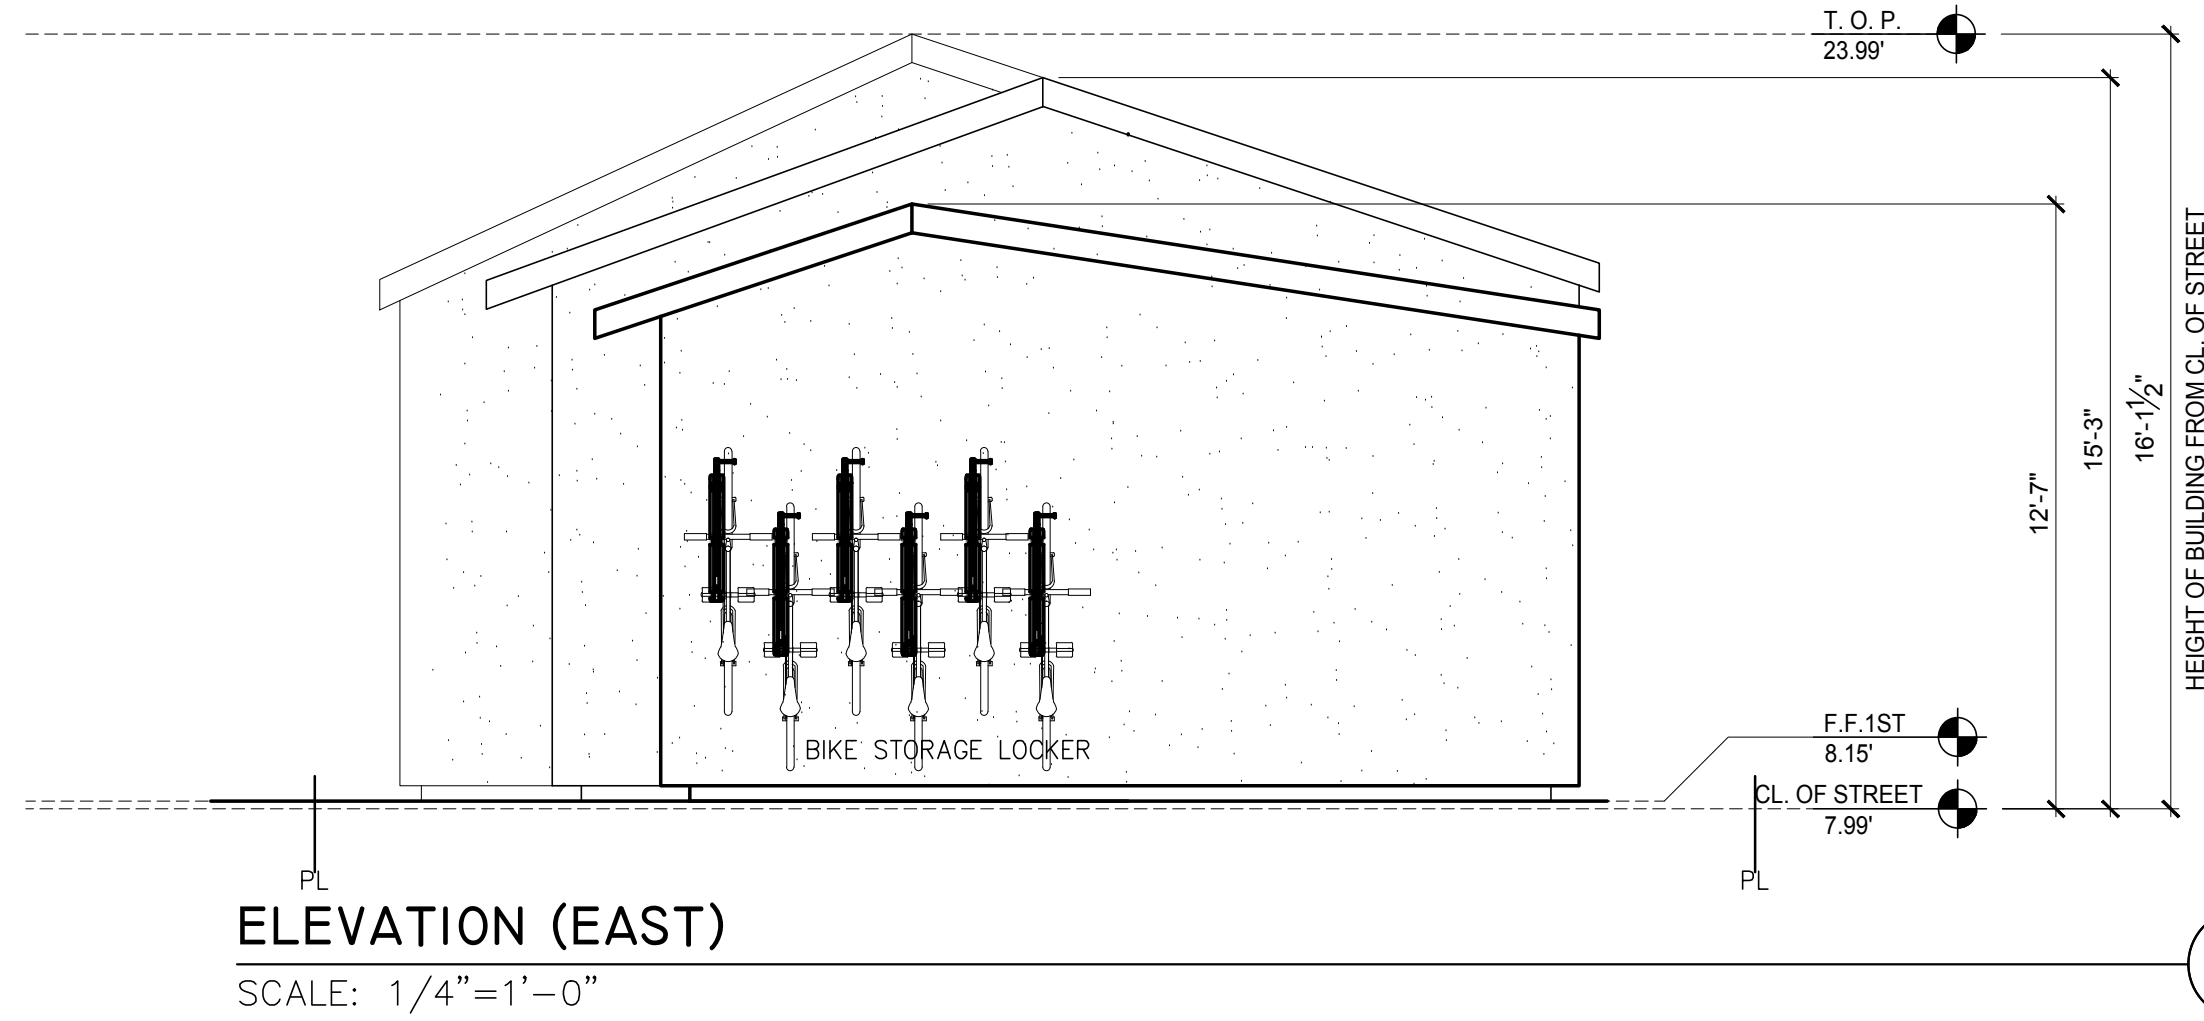 T. O. P.
23.99'
12'-7"
15'-3"
16'-1½"
HEIGHT OF BUILDING FROM CL. OF STREET
F.F.1ST
8.15'
CL. OF STREET
7.99'
BIKE STORAGE LOCKER
PL
PL
ELEVATION (EAST)
SCALE: 1/4"=1'-0"